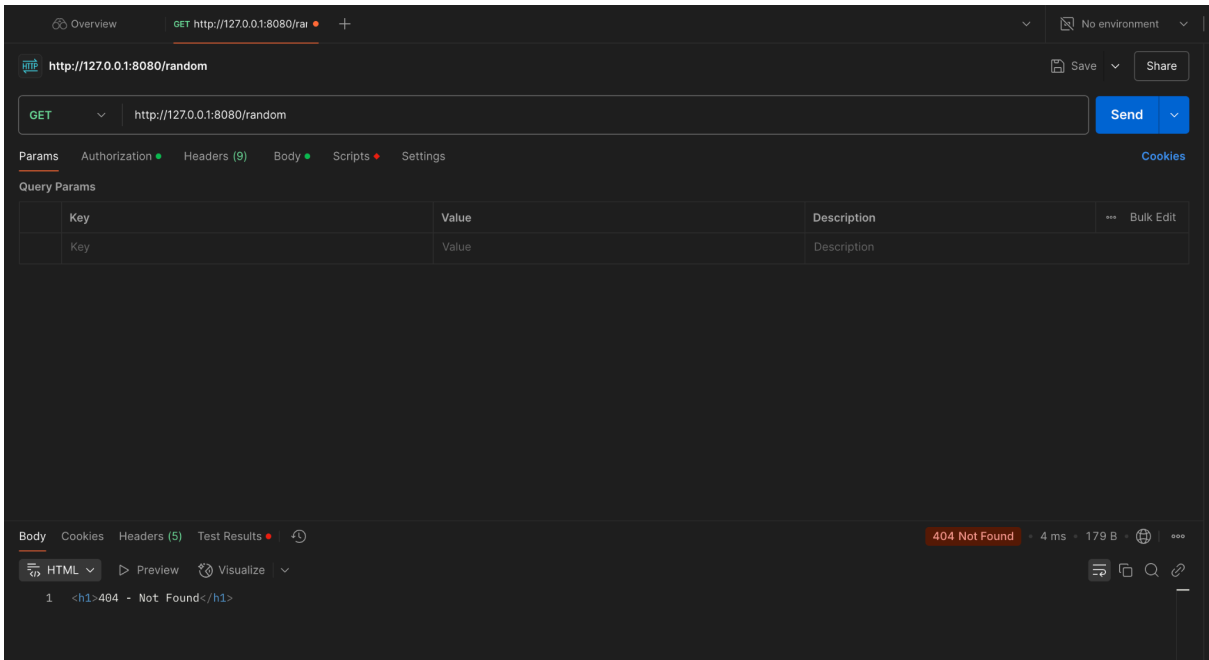 Overview GET http://127.0.0.1:8080/rar No environment
HTTP http://127.0.0.1:8080/random Save Share
GET http://127.0.0.1:8080/random Send
Params Authorization Headers (9) Body Scripts Settings Cookies
Query Params
Key Value Description Bulk Edit
Key Value Description
Body Cookies Headers (5) Test Results 404 Not Found 4 ms 179 B
HTML Preview Visualize
1 <h1>404 - Not Found</h1>